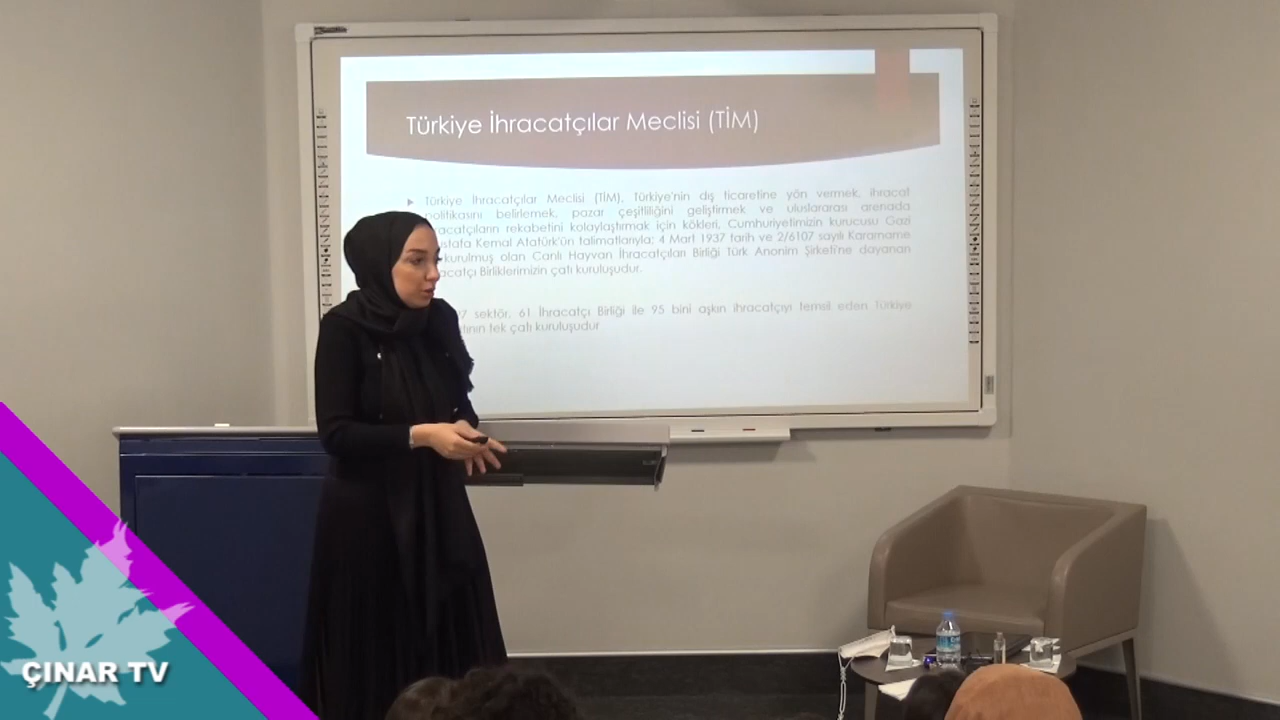 Türkiye İhracatçılar Meclisi (TİM)
Türkiye İhracatçılar Meclisi (TİM), Türkiye'nin dış ticaretine yön vermek, ihracat
politikasını belirlemek, pazar çeşitliliğini geliştirmek ve uluslararası arenada
racatçıların rekabetini kolaylaştırmak için kökleri, Cumhuriyetimizin kurucusu Gazi
stafa Kemal Atatürk'ün talimatlarıyla; 4 Mart 1937 tarih ve 2/6107 sayılı Kararname
kurulmuş olan Canlı Hayvan İhracatçıları Birliği Türk Anonim Şirketi'ne dayanan
acatçı Birliklerimizin çatı kuruluşudur.
7 sektör, 61 İhracatçı Birliği ile 95 bini aşkın ihracatçıyı temsil eden Türkiye
tının tek çatı kuruluşudur
ÇINAR TV